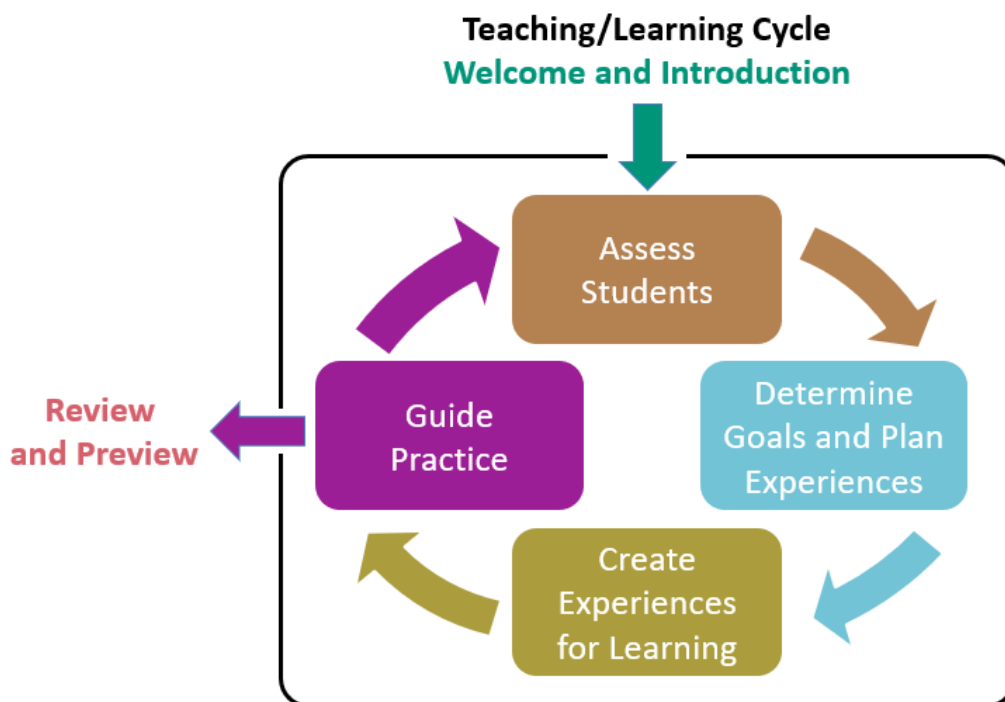 Teaching/Learning Cycle
Welcome and Introduction
Assess
Students
Determine
Goals and Plan
Experiences
Create
Experiences
for Learning
Guide
Practice
Review
and Preview